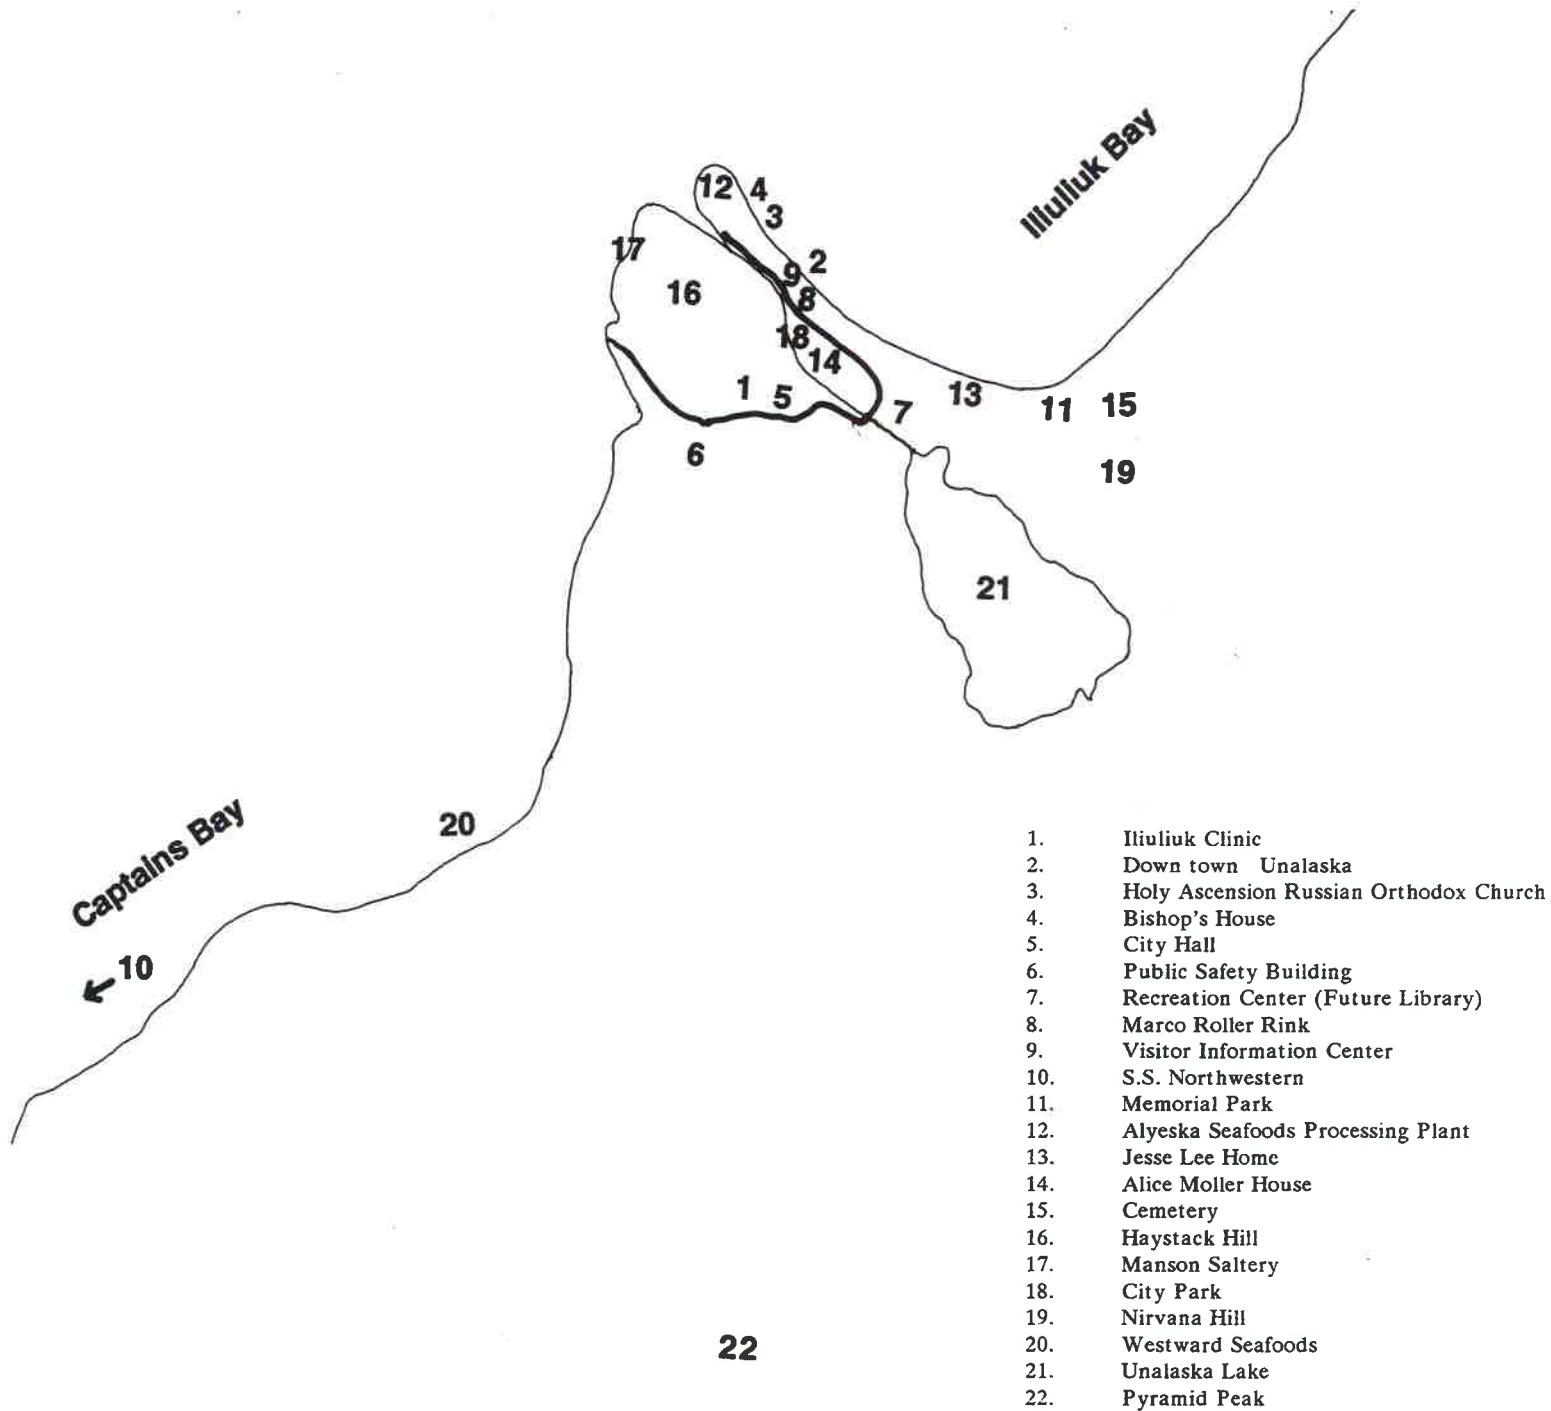 Iliuliuk Bay
12
4
3
17
2
9
16
8
18
14
1
5
13
7
11
15
6
19
21
20
Captains Bay
10
22
1. Iliuliuk Clinic
2. Down town Unalaska
3. Holy Ascension Russian Orthodox Church
4. Bishop's House
5. City Hall
6. Public Safety Building
7. Recreation Center (Future Library)
8. Marco Roller Rink
9. Visitor Information Center
10. S.S. Northwestern
11. Memorial Park
12. Alyeska Seafoods Processing Plant
13. Jesse Lee Home
14. Alice Moller House
15. Cemetery
16. Haystack Hill
17. Manson Saltery
18. City Park
19. Nirvana Hill
20. Westward Seafoods
21. Unalaska Lake
22. Pyramid Peak